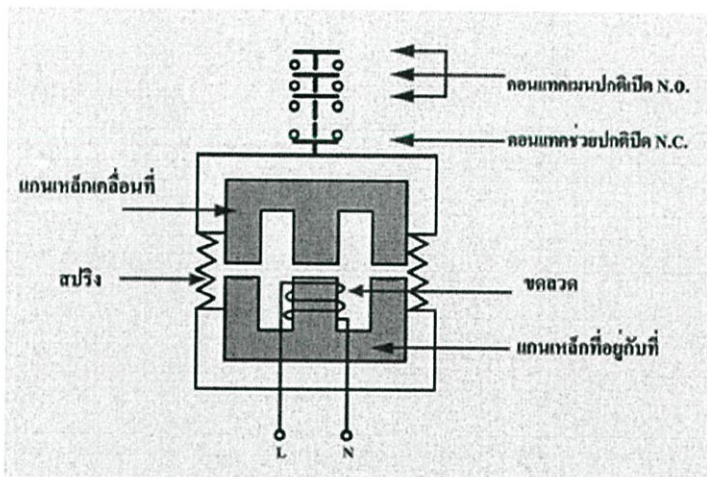 คอนแทคเมนปกติเปิด N.O.
คอนแทคช่วยปกติปิด N.C.
แกนเหล็กเคลื่อนที่
สปริง
ขดลวด
แกนเหล็กที่อยู่กับที่
L N